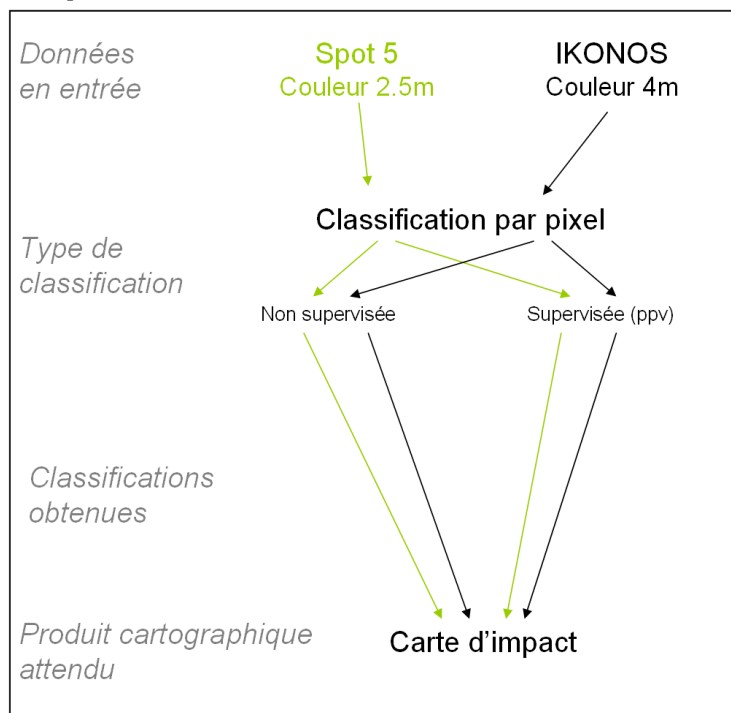 Données
en entrée
Spot 5
Couleur 2.5m
IKONOS
Couleur 4m
Classification par pixel
Type de
classification
Non supervisée
Supervisée (ppv)
Classifications
obtenues
Produit cartographique
attendu
Carte d'impact